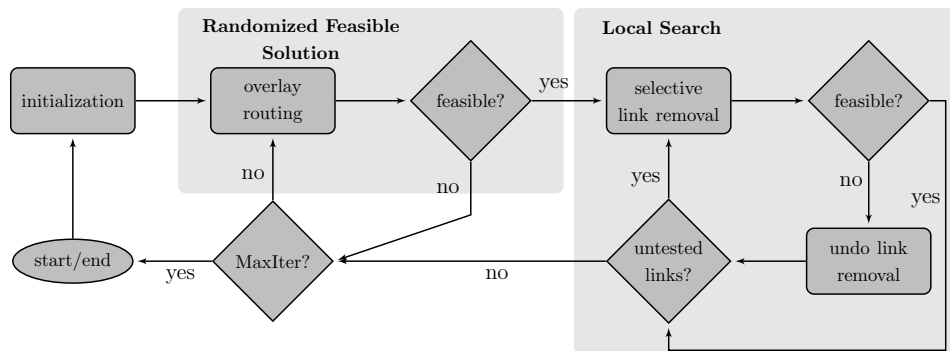 Randomized Feasible
Solution
Local Search
initialization
overlay
routing
feasible?
yes
selective
link removal
feasible?
no
no
yes
no
yes
start/end
yes
MaxIter?
no
untested
links?
undo link
removal